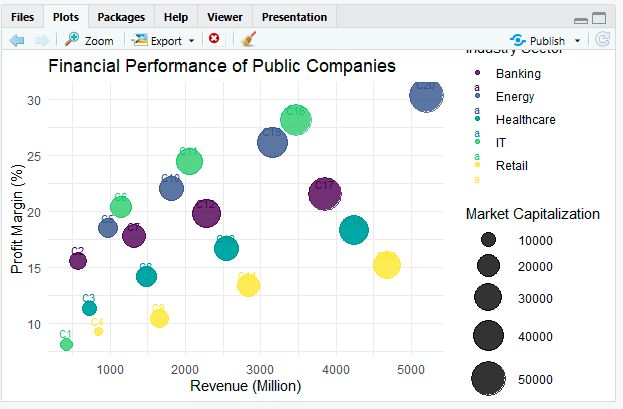 Files Plots Packages Help Viewer Presentation
Zoom Export Publish
Financial Performance of Public Companies
Industry Sector
Banking
a
Energy
a
Healthcare
a
IT
a
Retail
a
Market Capitalization
10000
20000
30000
40000
50000
Profit Margin (%)
30
25
20
15
10
C20
C16
C15
C11
C10
C17
C6
C12
C5
C7
C2
C3
C4
C1
1000 2000 3000 4000 5000
Revenue (Million)